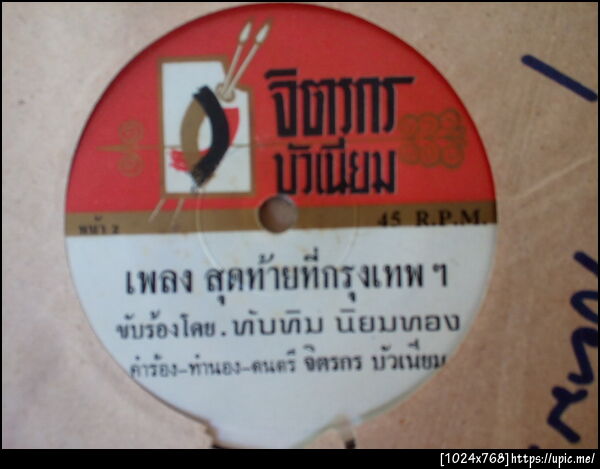 จิตรกร
บัวเนียม
หน้า 2
45 R.P.M.
เพลง สุดท้ายที่กรุงเทพ ฯ
ขับร้องโดย. ทับทิม นิยมทอง
คำร้อง-ทำนอง-ดนตรี จิตรกร บัวเนียม
[1024x768]https://upic.me/